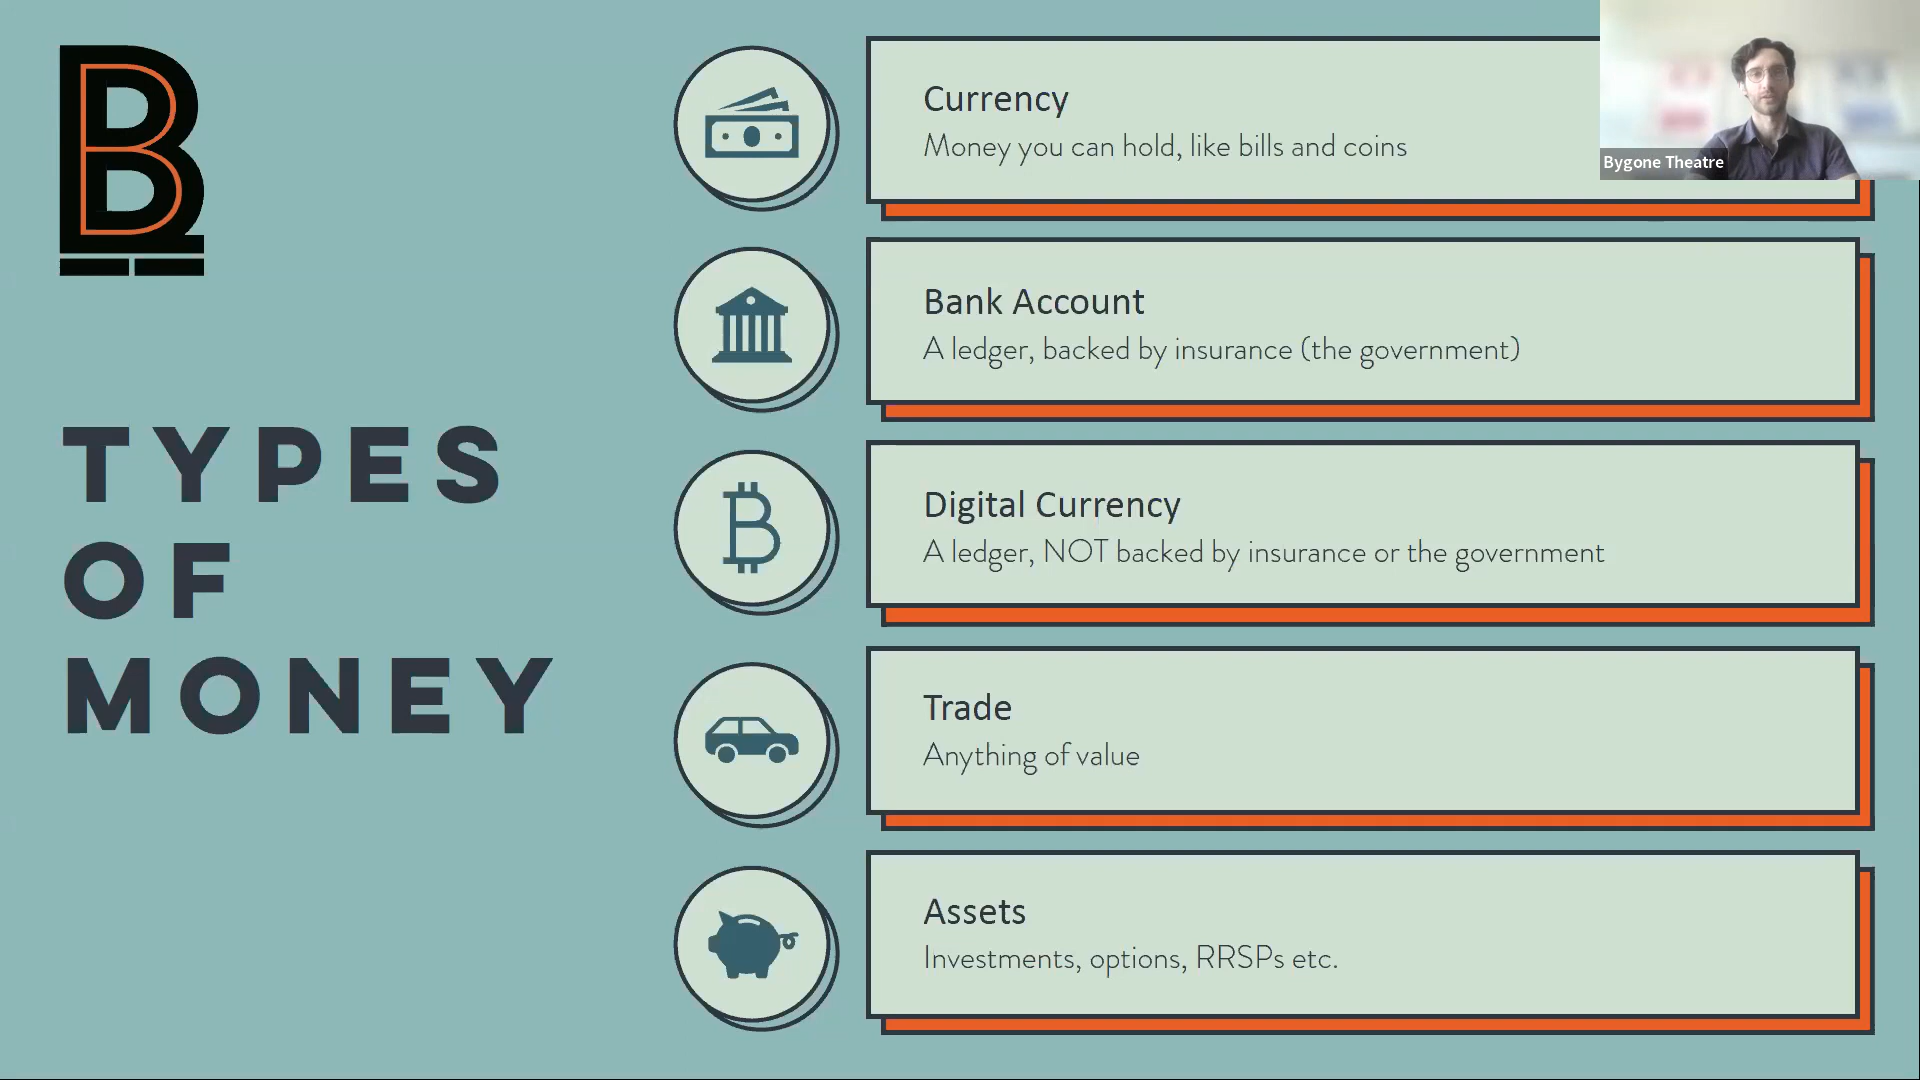 B
TYPES
OF
MONEY
Currency
Money you can hold, like bills and coins
Bygone Theatre
Bank Account
A ledger, backed by insurance (the government)
Digital Currency
A ledger, NOT backed by insurance or the government
Trade
Anything of value
Assets
Investments, options, RRSPs etc.